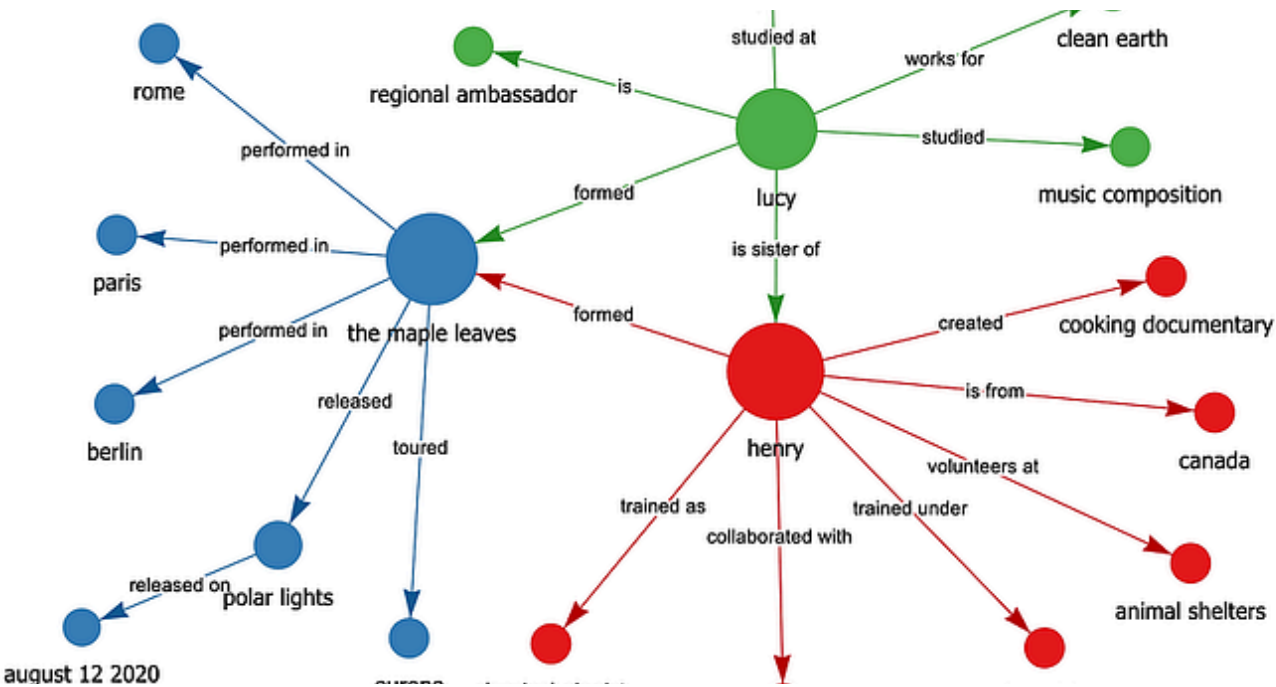 studied at
clean earth
works for
rome
regional ambassador
is
performed in
studied
music composition
formed
lucy
performed in
is sister of
paris
performed in
the maple leaves
formed
created
cooking documentary
is from
released
toured
berlin
henry
canada
volunteers at
trained as
trained under
collaborated with
released on
polar lights
animal shelters
august 12 2020
europe